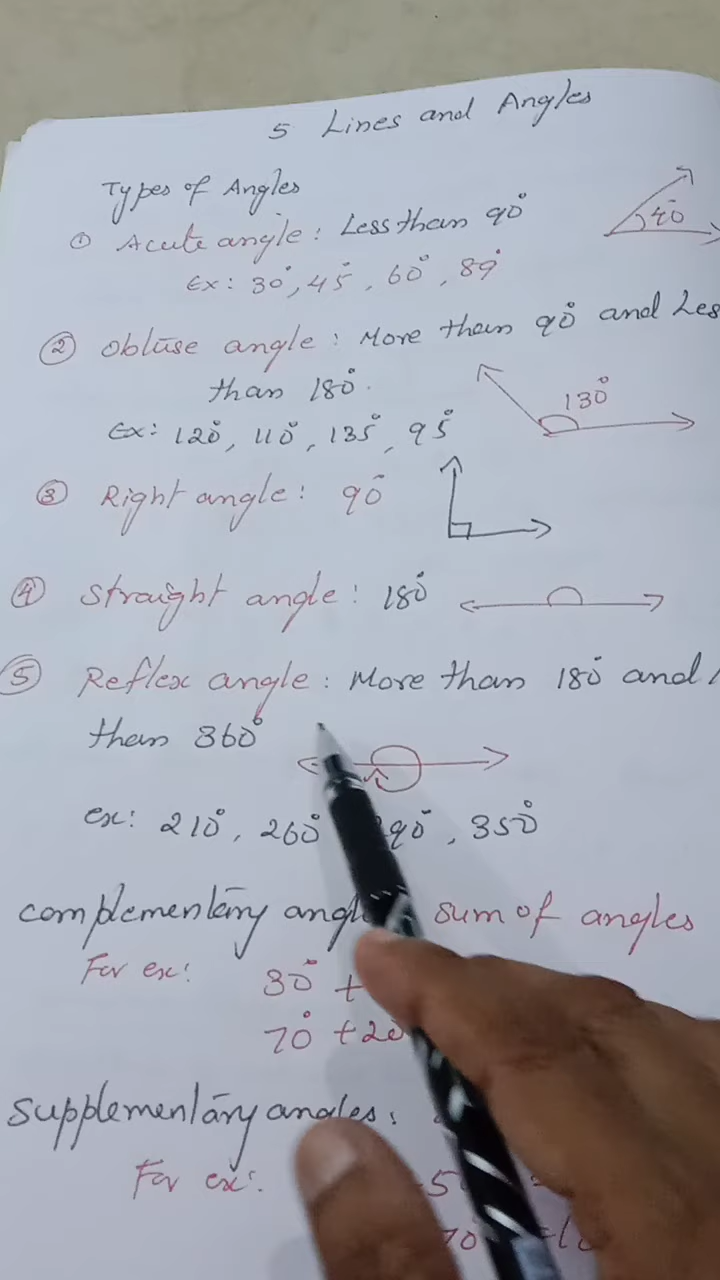 5 Lines and Angles
Types of Angles
① Acute angle : Less than 90°
40°
Ex: 30°, 45°, 60°, 89°
② Obtuse angle : More than 90° and Les
than 180°.
130°
Ex: 120°, 110°, 135°, 95°
③ Right angle : 90°
④ Straight angle : 180°
⑤ Reflex angle : More than 180° and
than 360°
ex: 210°, 260° 90°, 350°
Complementary angle sum of angles
For ex: 30° +
70° + 20°
Supplementary angles:
For ex: